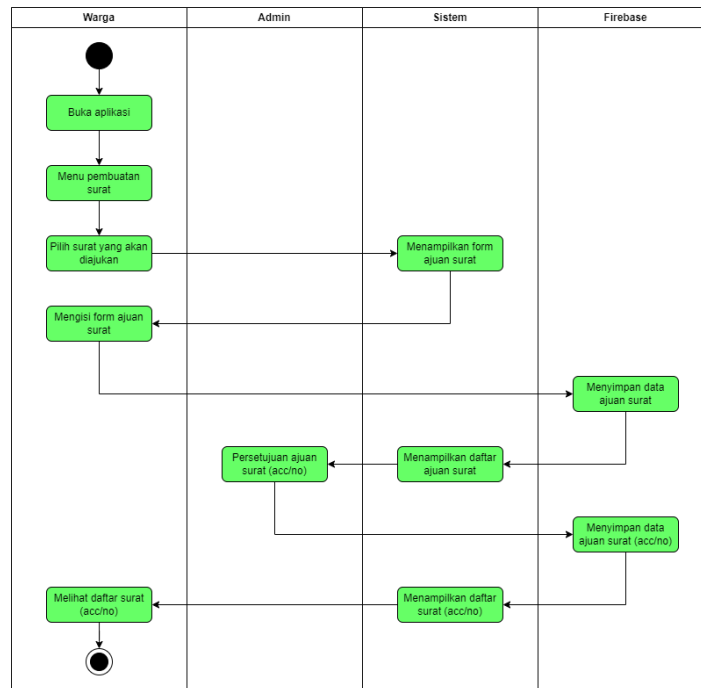 Warga
Admin
Sistem
Firebase
Buka aplikasi
Menu pembuatan
surat
Pilih surat yang akan
diajukan
Menampilkan form
ajuan surat
Mengisi form ajuan
surat
Menyimpan data
ajuan surat
Persetujuan ajuan
surat (acc/no)
Menampilkan daftar
ajuan surat
Menyimpan data
ajuan surat (acc/no)
Melihat daftar surat
(acc/no)
Menampilkan daftar
surat (acc/no)